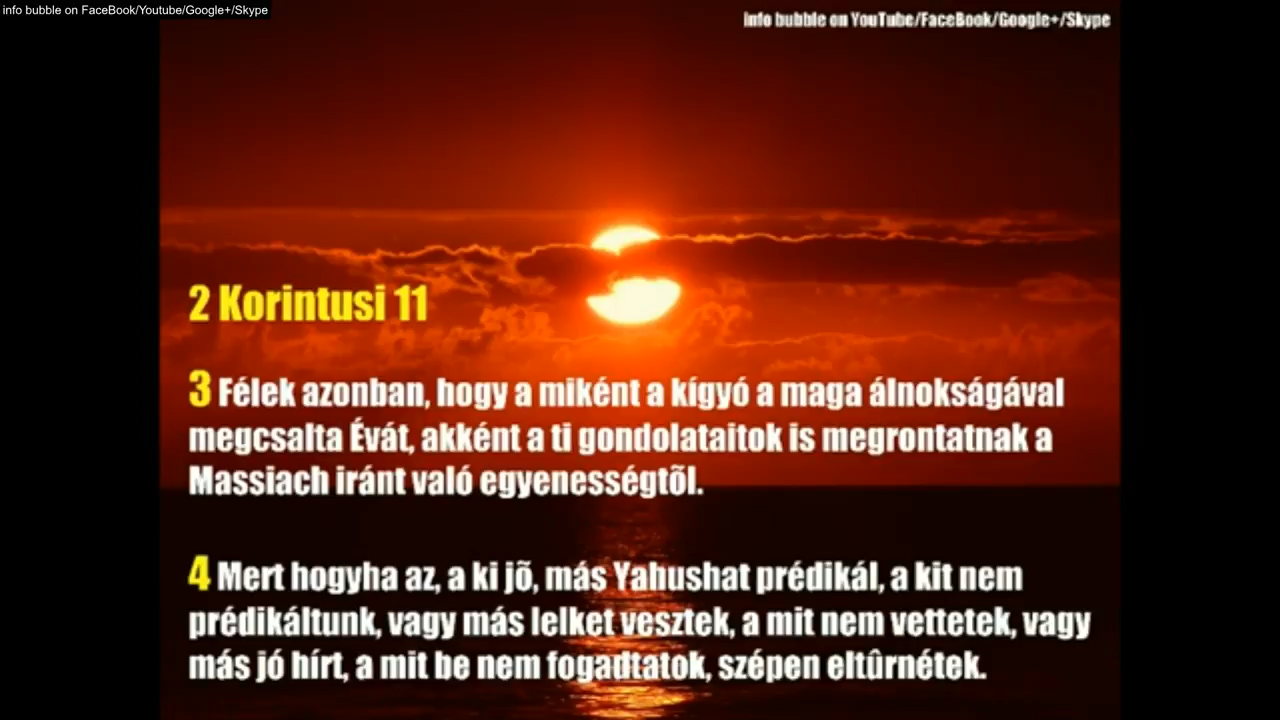 info bubble on FaceBook/Youtube/Google+/Skype
info bubble on YouTube/FaceBook/Google+/Skype
2 Korintusi 11
3 Félek azonban, hogy a miként a kígyó a maga álnokságával
megcsalta Évát, akként a ti gondolataitok is megrontatnak a
Massiach iránt való egyenességtõl.
4 Mert hogyha az, a ki jõ, más Yahushat prédikál, a kit nem
prédikáltunk, vagy más lelket vesztek, a mit nem vettetek, vagy
más jó hírt, a mit be nem fogadtatok, szépen eltûrnétek.